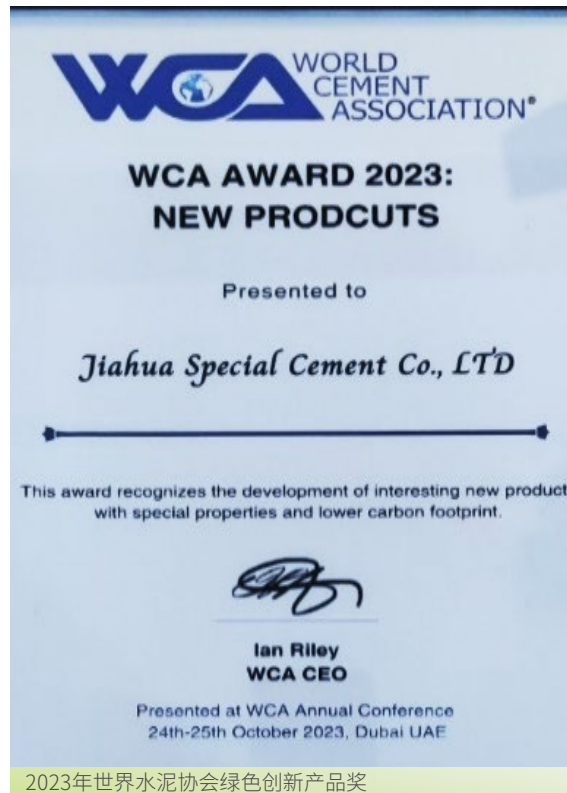 WCA WORLD
CEMENT
ASSOCIATION®
WCA AWARD 2023:
NEW PRODCUTS
Presented to
Jiahua Special Cement Co., LTD
This award recognizes the development of interesting new product
with special properties and lower carbon footprint.
Ian Riley
WCA CEO
Presented at WCA Annual Conference
24th-25th October 2023, Dubai UAE
2023年世界水泥协会绿色创新产品奖